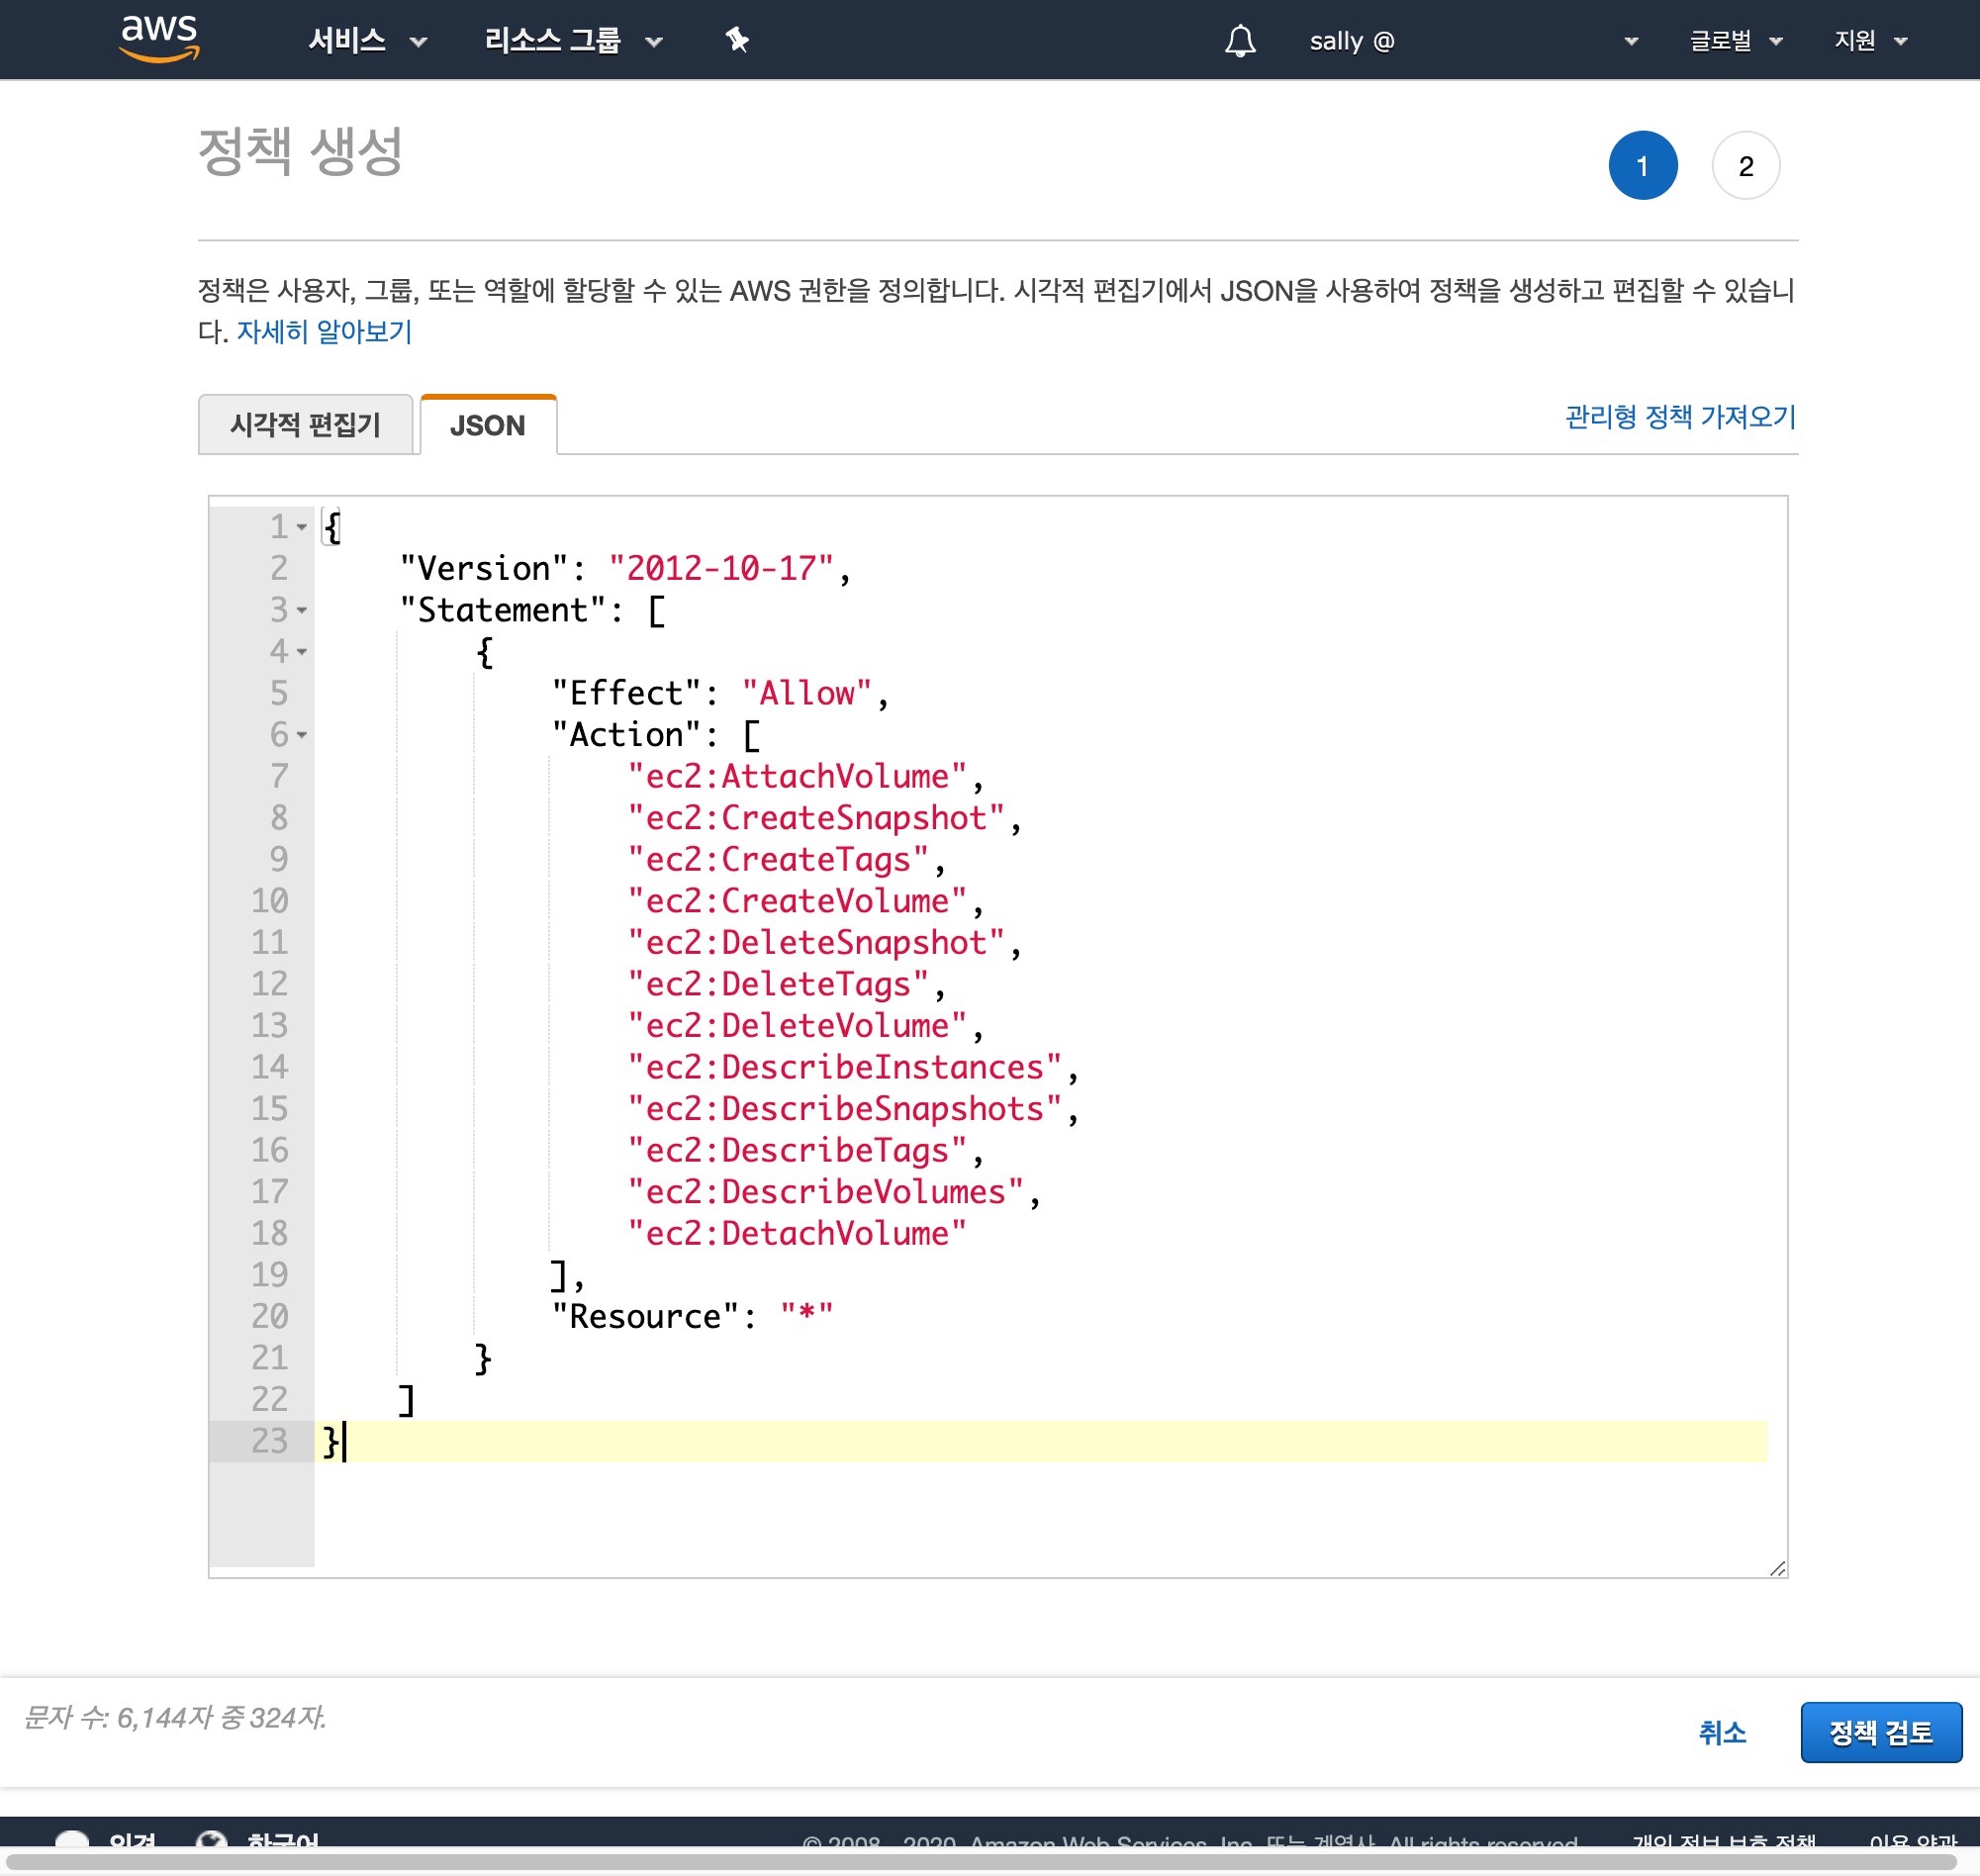 aws 서비스 리소스 그룹 sally @ 글로벌 지원
정책 생성
1 2
정책은 사용자, 그룹, 또는 역할에 할당할 수 있는 AWS 권한을 정의합니다. 시각적 편집기에서 JSON을 사용하여 정책을 생성하고 편집할 수 있습니
다. 자세히 알아보기
시각적 편집기 JSON 관리형 정책 가져오기
1 {
2 "Version": "2012-10-17",
3 "Statement": [
4 {
5 "Effect": "Allow",
6 "Action": [
7 "ec2:AttachVolume",
8 "ec2:CreateSnapshot",
9 "ec2:CreateTags",
10 "ec2:CreateVolume",
11 "ec2:DeleteSnapshot",
12 "ec2:DeleteTags",
13 "ec2:DeleteVolume",
14 "ec2:DescribeInstances",
15 "ec2:DescribeSnapshots",
16 "ec2:DescribeTags",
17 "ec2:DescribeVolumes",
18 "ec2:DetachVolume"
19 ],
20 "Resource": "*"
21 }
22 ]
23 }
문자 수: 6,144자 중 324자.
취소 정책 검토
의견 한국어 © 2008 - 2020, Amazon Web Services, Inc. 또는 계열사. All rights reserved. 개인 정보 보호 정책 이용 약관